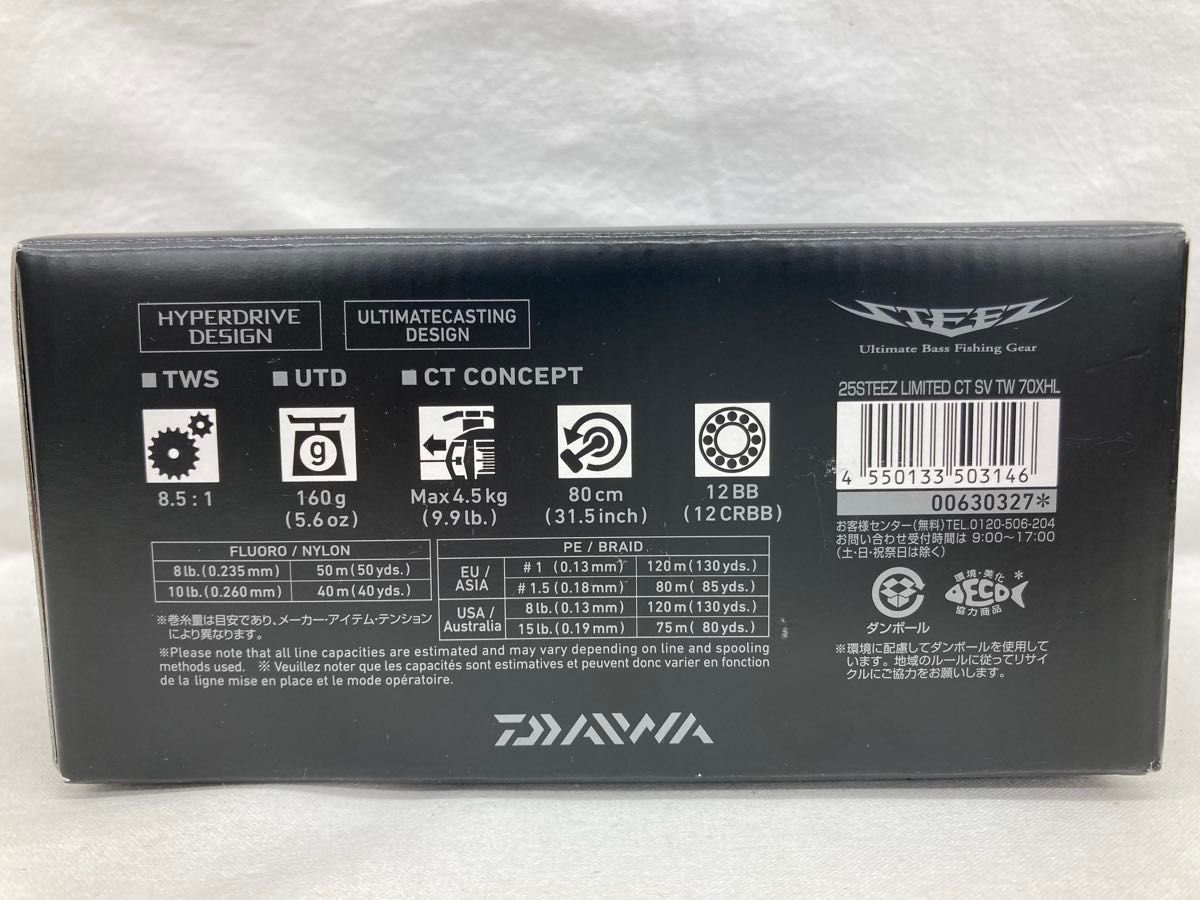 HYPERDRIVE
DESIGN
ULTIMATECASTING
DESIGN
■TWS ■UTD ■CT CONCEPT
g
8.5 : 1
160g
(5.6oz)
Max4.5kg
(9.9lb.)
80cm
(31.5inch)
12BB
(12CRBB)
FLUORO / NYLON
8lb.(0.235mm) 50m(50yds.)
10lb.(0.260mm) 40m(40yds.)
※巻糸量は目安であり、メーカー・アイテム・テンション
により異なります。
PE / BRAID
EU /
ASIA
#1 (0.13mm) 120m(130yds.)
#1.5(0.18mm) 80m( 85yds.)
USA /
Australia
8lb.(0.13mm) 120m(130yds.)
15lb.(0.19mm) 75m( 80yds.)
※Please note that all line capacities are estimated and may vary depending on line and spooling
methods used. ※Veuillez noter que les capacités sont estimatives et peuvent donc varier en fonction
de la ligne mise en place et le mode opératoire.
DAIWA
STEEZ
Ultimate Bass Fishing Gear
25STEEZ LIMITED CT SV TW 70XHL
4 550133 503146
00630327*
お客様センター(無料)TEL.0120-506-204
お問い合わせ受付時間は 9:00~17:00
(土・日・祝祭日は除く)
ダンボール
環境・美化
ECO
協力商品
*
※環境に配慮してダンボールを使用して
います。地域のルールに従ってリサイ
クルにご協力をお願いします。